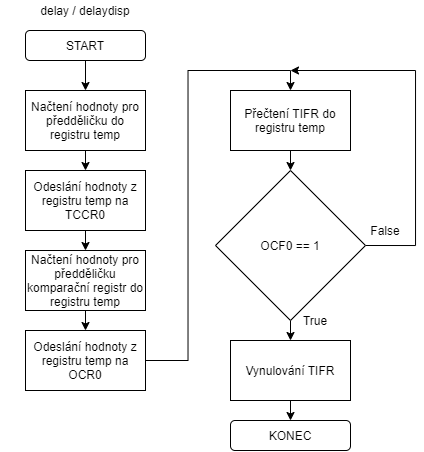 delay / delaydisp
START
Načtení hodnoty pro
předděličku do
registru temp
Odeslání hodnoty z
registru temp na
TCCR0
Načtení hodnoty pro
předděličku
komparační registr do
registru temp
Odeslání hodnoty z
registru temp na
OCR0
Přečtení TIFR do
registru temp
OCF0 == 1
False
True
Vynulování TIFR
KONEC